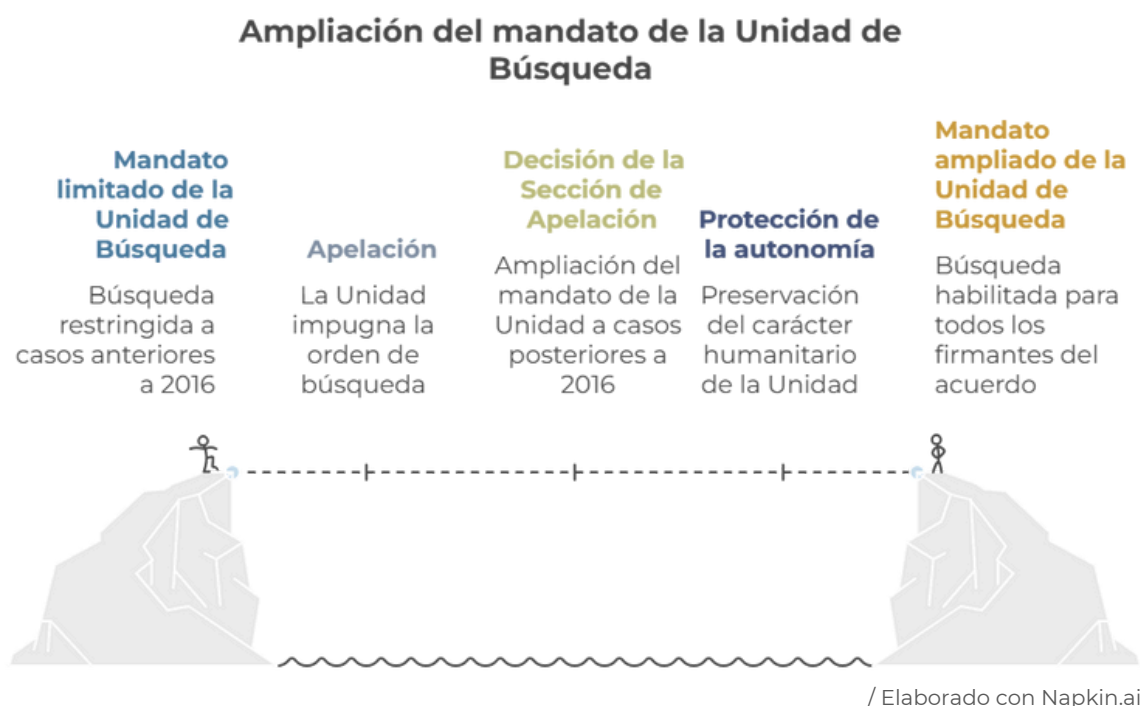 Ampliación del mandato de la Unidad de
Búsqueda
Mandato
limitado de la
Unidad de
Búsqueda
Búsqueda
restringida a
casos anteriores
a 2016
Apelación
La Unidad
impugna la
orden de
búsqueda
Decisión de la
Sección de
Apelación
Ampliación del
mandato de la
Unidad a casos
posteriores a
2016
Protección de
la autonomía
Preservación
del carácter
humanitario
de la Unidad
Mandato
ampliado de la
Unidad de
Búsqueda
Búsqueda
habilitada para
todos los
firmantes del
acuerdo
/ Elaborado con Napkin.ai